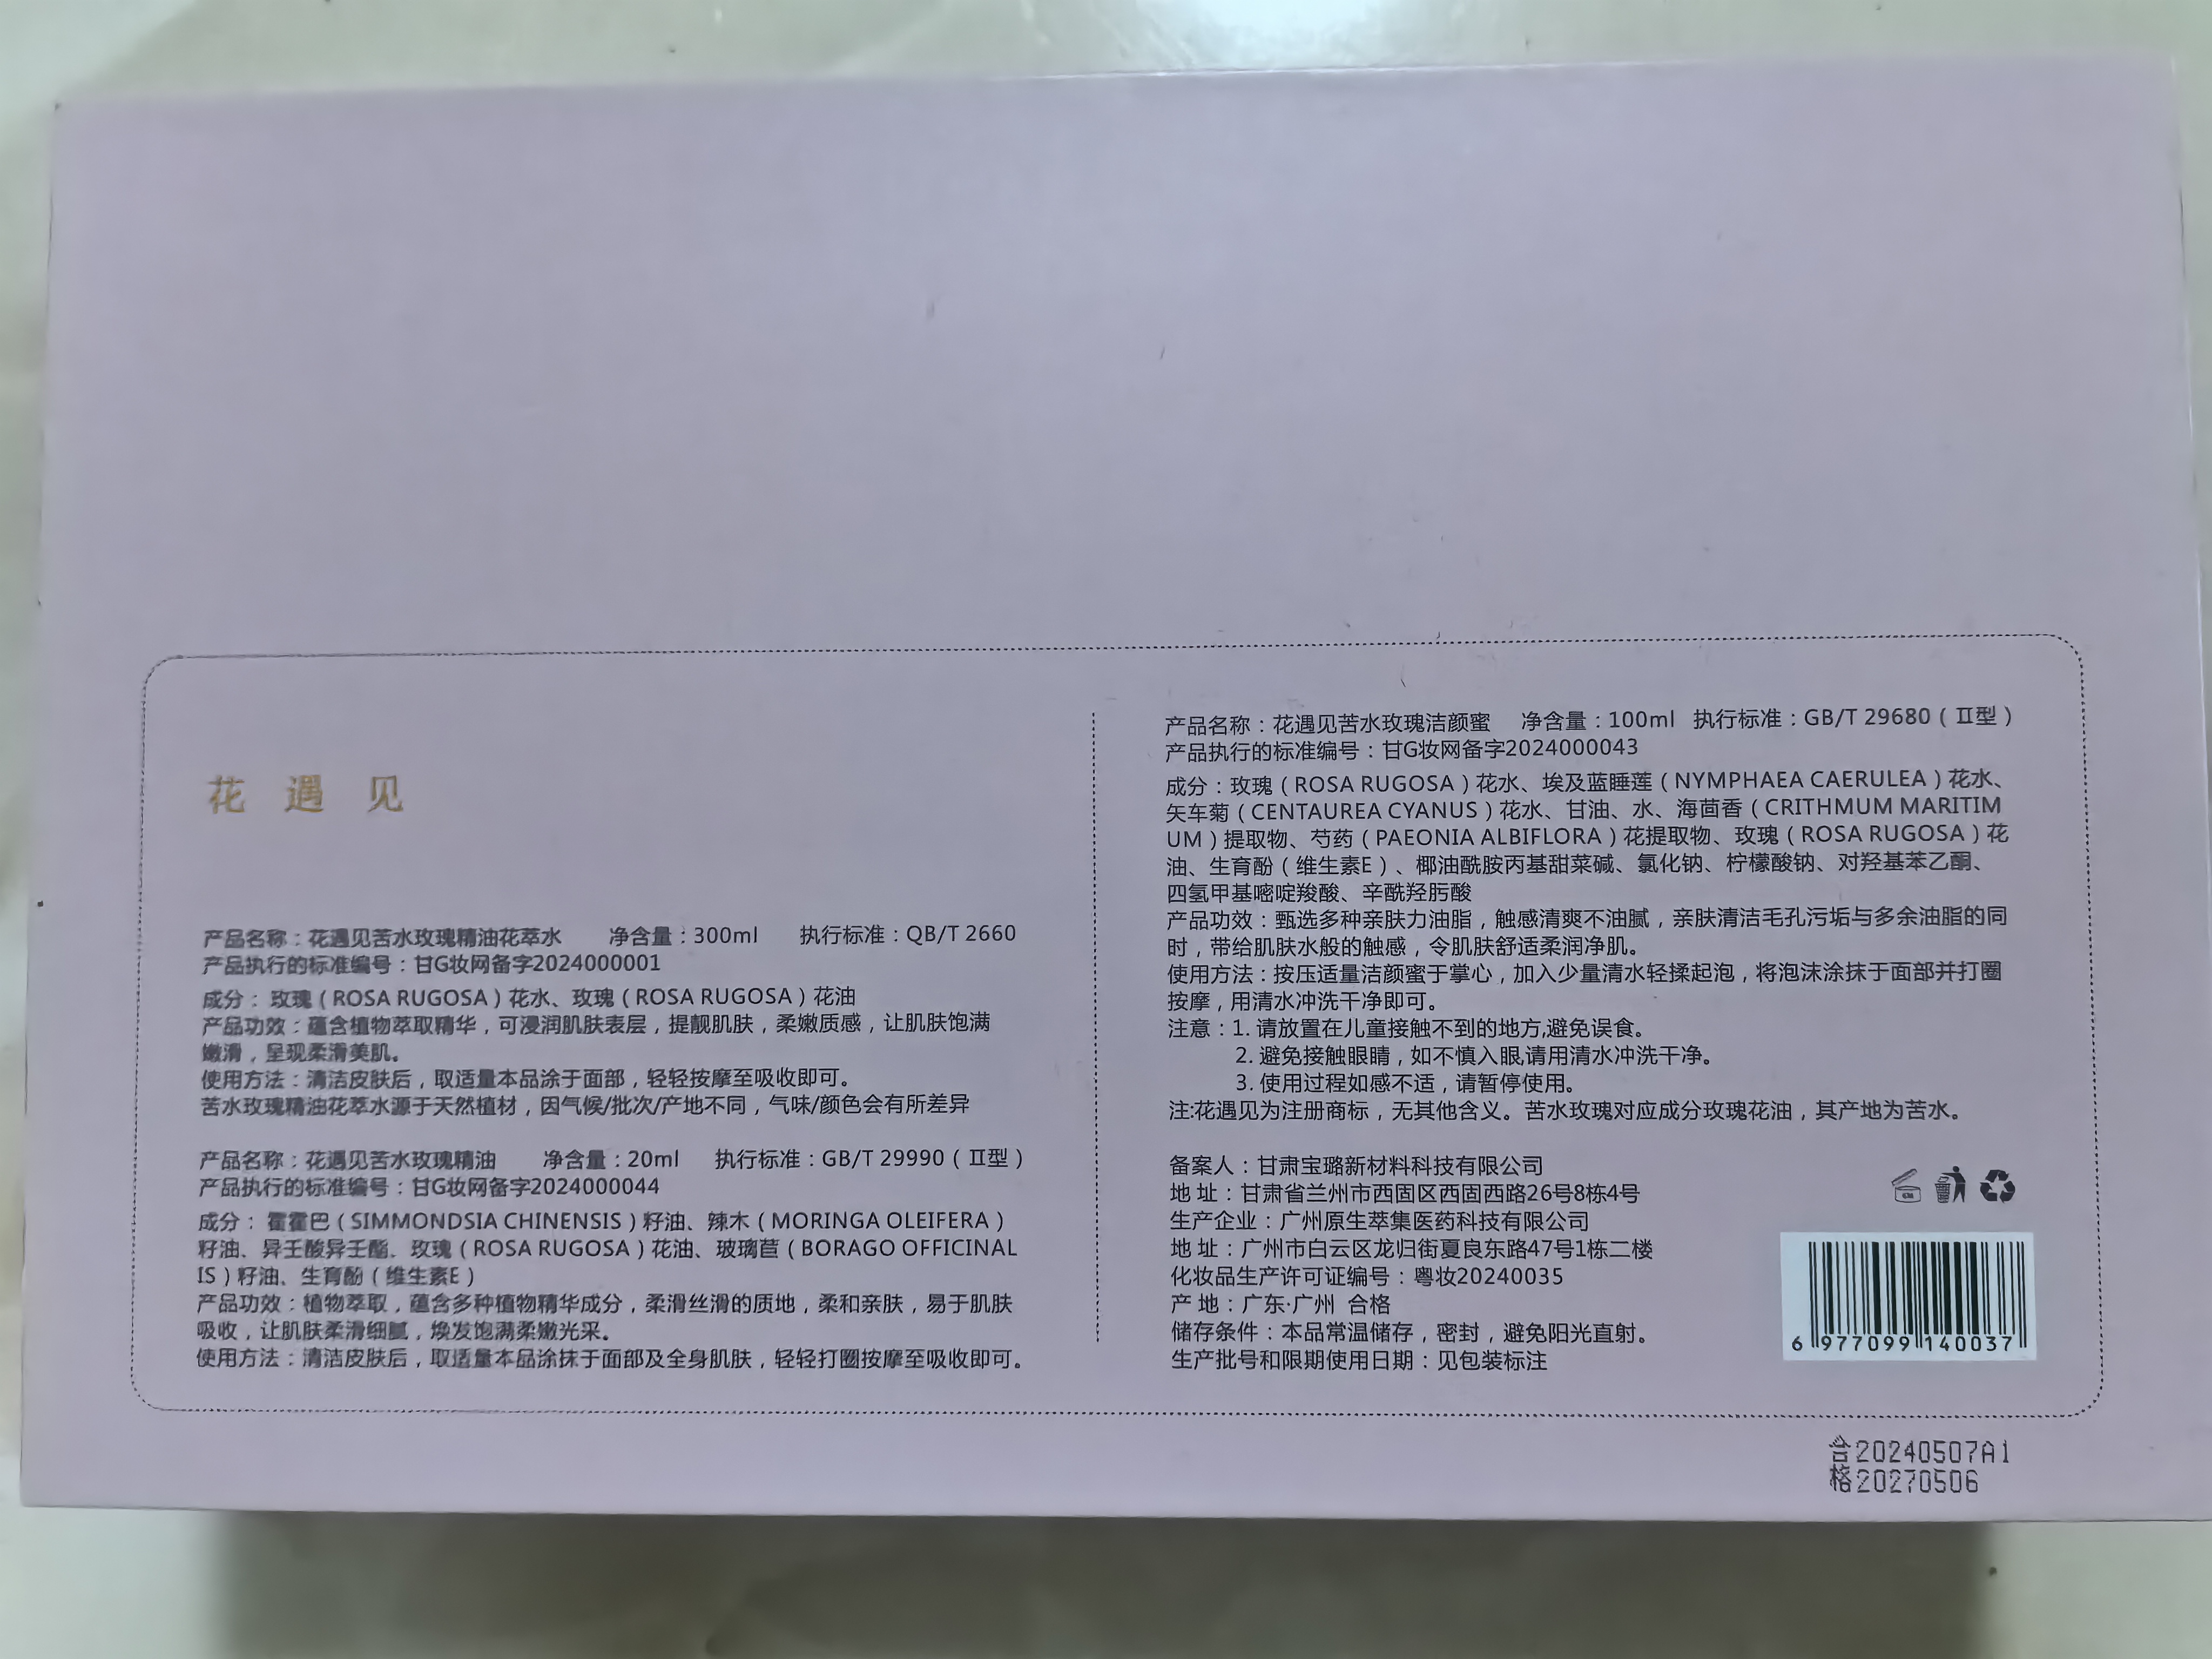 花 遇 见
产品名称：花遇见苦水玫瑰精油花萃水 净含量：300ml 执行标准：QB/T 2660
产品执行的标准编号：甘G妆网备字2024000001
成分：玫瑰（ROSA RUGOSA）花水、玫瑰（ROSA RUGOSA）花油
产品功效：蕴含植物萃取精华，可浸润肌肤表层，提靓肌肤，柔嫩质感，让肌肤饱满
嫩滑，呈现柔滑美肌。
使用方法：清洁皮肤后，取适量本品涂于面部，轻轻按摩至吸收即可。
苦水玫瑰精油花萃水源于天然植材，因气候/批次/产地不同，气味/颜色会有所差异
产品名称：花遇见苦水玫瑰精油 净含量：20ml 执行标准：GB/T 29990（Ⅱ型）
产品执行的标准编号：甘G妆网备字2024000044
成分：霍霍巴（SIMMONDSIA CHINENSIS）籽油、辣木（MORINGA OLEIFERA）
籽油、异壬酸异壬酯、玫瑰（ROSA RUGOSA）花油、玻璃苣（BORAGO OFFICINAL
IS）籽油、生育酚（维生素E）
产品功效：植物萃取，蕴含多种植物精华成分，柔滑丝滑的质地，柔和亲肤，易于肌肤
吸收，让肌肤柔滑细腻，焕发饱满柔嫩光采。
使用方法：清洁皮肤后，取适量本品涂抹于面部及全身肌肤，轻轻打圈按摩至吸收即可。
产品名称：花遇见苦水玫瑰洁颜蜜 净含量：100ml 执行标准：GB/T 29680（Ⅱ型）
产品执行的标准编号：甘G妆网备字2024000043
成分：玫瑰（ROSA RUGOSA）花水、埃及蓝睡莲（NYMPHAEA CAERULEA）花水、
矢车菊（CENTAUREA CYANUS）花水、甘油、水、海茴香（CRITHMUM MARITIM
UM）提取物、芍药（PAEONIA ALBIFLORA）花提取物、玫瑰（ROSA RUGOSA）花
油、生育酚（维生素E）、椰油酰胺丙基甜菜碱、氯化钠、柠檬酸钠、对羟基苯乙酮、
四氢甲基嘧啶羧酸、辛酰羟肟酸
产品功效：甄选多种亲肤力油脂，触感清爽不油腻，亲肤清洁毛孔污垢与多余油脂的同
时，带给肌肤水般的触感，令肌肤舒适柔润净肌。
使用方法：按压适量洁颜蜜于掌心，加入少量清水轻揉起泡，将泡沫涂抹于面部并打圈
按摩，用清水冲洗干净即可。
注意：1. 请放置在儿童接触不到的地方,避免误食。
2. 避免接触眼睛，如不慎入眼,请用清水冲洗干净。
3. 使用过程如感不适，请暂停使用。
注:花遇见为注册商标，无其他含义。苦水玫瑰对应成分玫瑰花油，其产地为苦水。
备案人：甘肃宝璐新材料科技有限公司
地 址：甘肃省兰州市西固区西固西路26号8栋4号
生产企业：广州原生萃集医药科技有限公司
地 址：广州市白云区龙归街夏良东路47号1栋二楼
化妆品生产许可证编号：粤妆20240035
产 地：广东·广州 合格
储存条件：本品常温储存，密封，避免阳光直射。
生产批号和限期使用日期：见包装标注
6 977099 140037
合20240507A1
格20270506